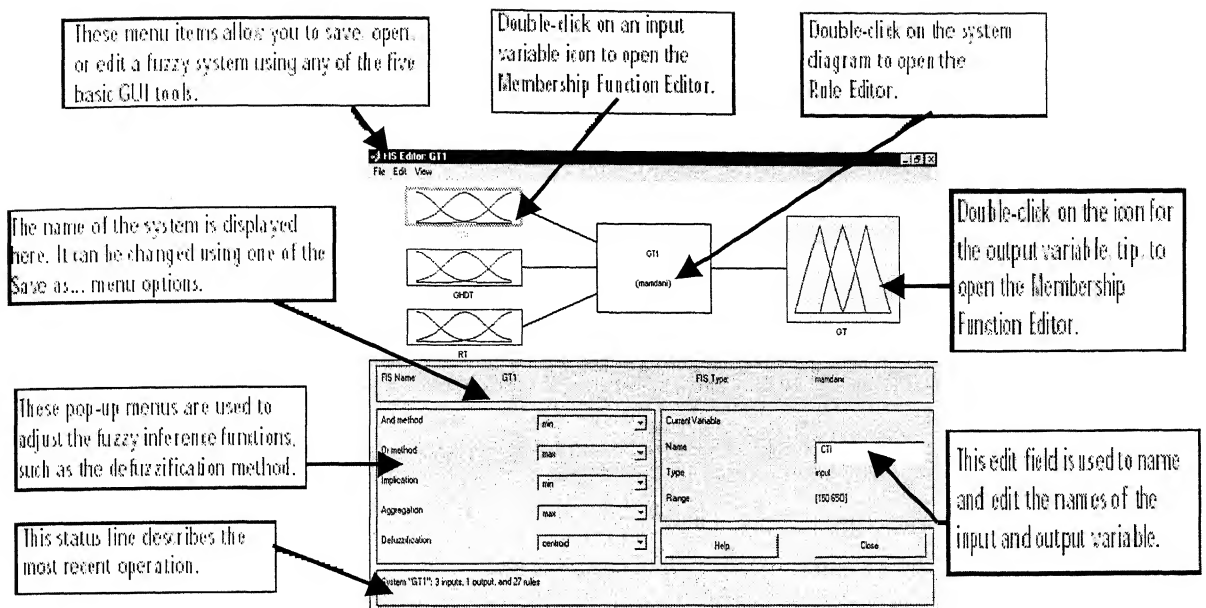 These menu items allow you to save, open,
or edit a fuzzy system using any of the five
basic GUI tools.
Double-click on an input
variable icon to open the
Membership Function Editor.
Double-click on the system
diagram to open the
Rule Editor.
FIS Editor: GT1
File Edit View
The name of the system is displayed
here. It can be changed using one of the
Save as... menu options.
GHDT
RT
GT1
(mamdani)
GT
Double-click on the icon for
the output variable, tip, to
open the Membership
Function Editor.
FIS Name: GT1 FIS Type: mamdani
These pop-up menus are used to
adjust the fuzzy inference functions,
such as the defuzzification method.
And method min
Or method max
Implication min
Aggregation max
Defuzzification centroid
Current Variable
Name CTI
Type input
Range [150 650]
Help Close
This edit field is used to name
and edit the names of the
input and output variable.
This status line describes the
most recent operation.
System "GT1": 3 inputs, 1 output, and 27 rules